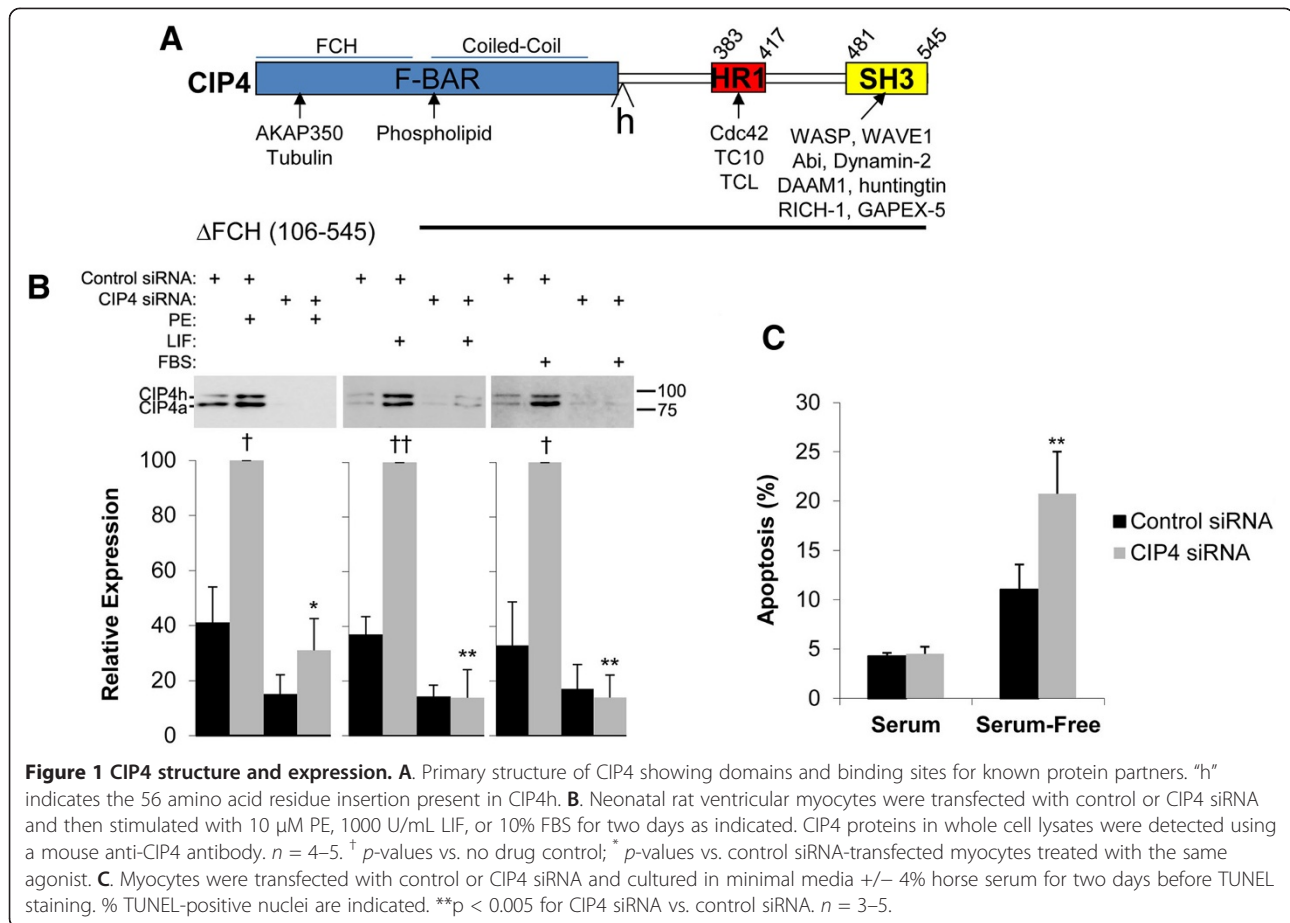 A
FCH
Coiled-Coil
383
417
481
545
CIP4
F-BAR
HR1
SH3
h
AKAP350
Tubulin
Phospholipid
Cdc42
TC10
TCL
WASP, WAVE1
Abi, Dynamin-2
DAAM1, huntingtin
RICH-1, GAPEX-5
ΔFCH (106-545)
B
Control siRNA: + + + + + +
CIP4 siRNA: + + + + + +
PE: + +
LIF: + +
FBS: + +
CIP4h
CIP4a
100
75
† †† †
* ** **
Relative Expression
100
80
60
40
20
0
C
Apoptosis (%)
30
25
20
15
10
5
0
**
Serum
Serum-Free
Control siRNA
CIP4 siRNA
Figure 1 CIP4 structure and expression. A. Primary structure of CIP4 showing domains and binding sites for known protein partners. “h”
indicates the 56 amino acid residue insertion present in CIP4h. B. Neonatal rat ventricular myocytes were transfected with control or CIP4 siRNA
and then stimulated with 10 μM PE, 1000 U/mL LIF, or 10% FBS for two days as indicated. CIP4 proteins in whole cell lysates were detected using
a mouse anti-CIP4 antibody. n = 4–5. † p-values vs. no drug control; * p-values vs. control siRNA-transfected myocytes treated with the same
agonist. C. Myocytes were transfected with control or CIP4 siRNA and cultured in minimal media +/− 4% horse serum for two days before TUNEL
staining. % TUNEL-positive nuclei are indicated. **p < 0.005 for CIP4 siRNA vs. control siRNA. n = 3–5.